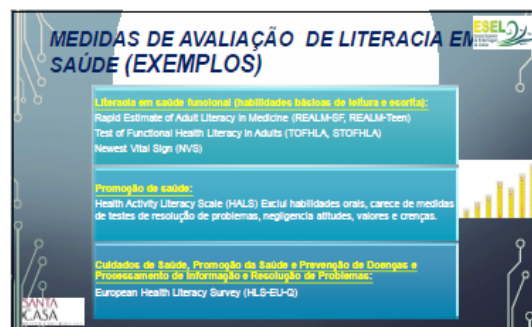 MEDIDAS DE AVALIAÇÃO DE LITERACIA EM
SAÚDE (EXEMPLOS)
ESEL
Literacia em saúde funcional (habilidades básicas de leitura e escrita):
Rapid Estimate of Adult Literacy in Medicine (REALM-SF, REALM-Teen)
Test of Functional Health Literacy in Adults (TOFHLA, STOFHLA)
Newest Vital Sign (NVS)
Promoção de saúde:
Health Activity Literacy Scale (HALS) Exclui habilidades orais, carece de medidas
de testes de resolução de problemas, negligencia atitudes, valores e crenças.
Cuidados de Saúde, Promoção da Saúde e Prevenção de Doenças e
Processamento de Informação e Resolução de Problemas:
European Health Literacy Survey (HLS-EU-Q)
SANTA
CASA